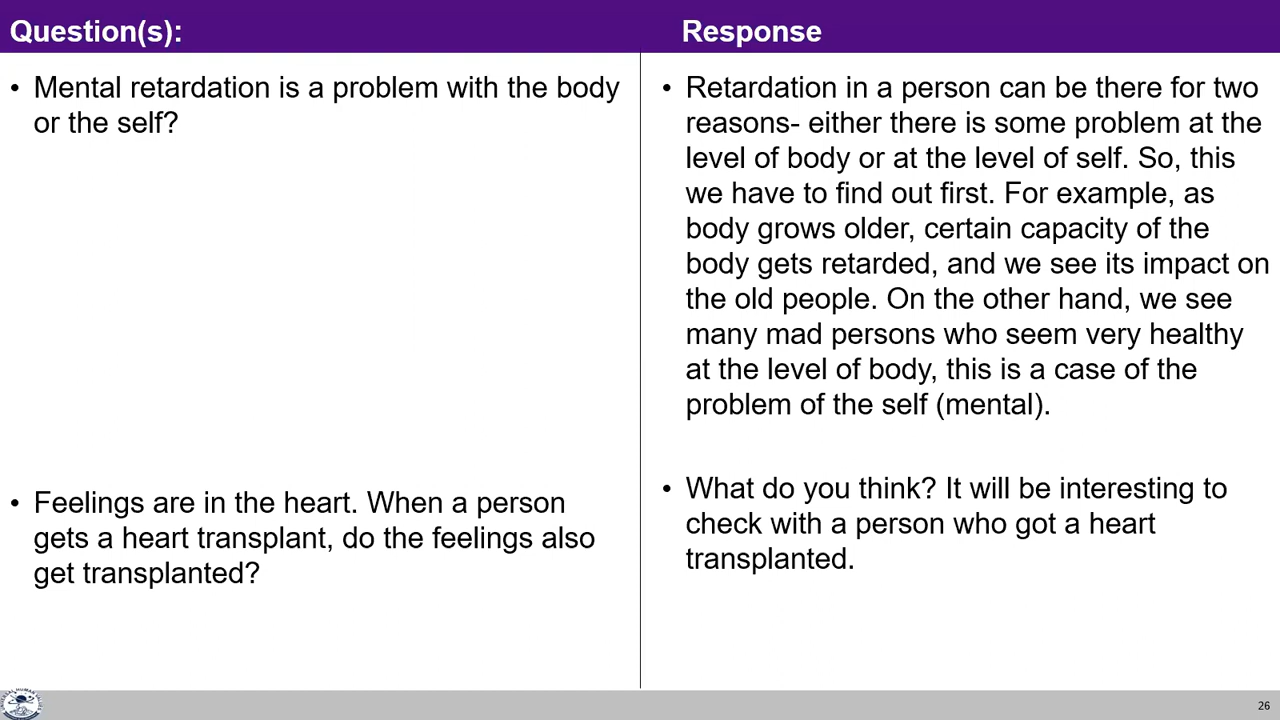 Question(s):
Response
• Mental retardation is a problem with the body
or the self?
• Retardation in a person can be there for two
reasons- either there is some problem at the
level of body or at the level of self. So, this
we have to find out first. For example, as
body grows older, certain capacity of the
body gets retarded, and we see its impact on
the old people. On the other hand, we see
many mad persons who seem very healthy
at the level of body, this is a case of the
problem of the self (mental).
• Feelings are in the heart. When a person
gets a heart transplant, do the feelings also
get transplanted?
• What do you think? It will be interesting to
check with a person who got a heart
transplanted.
26